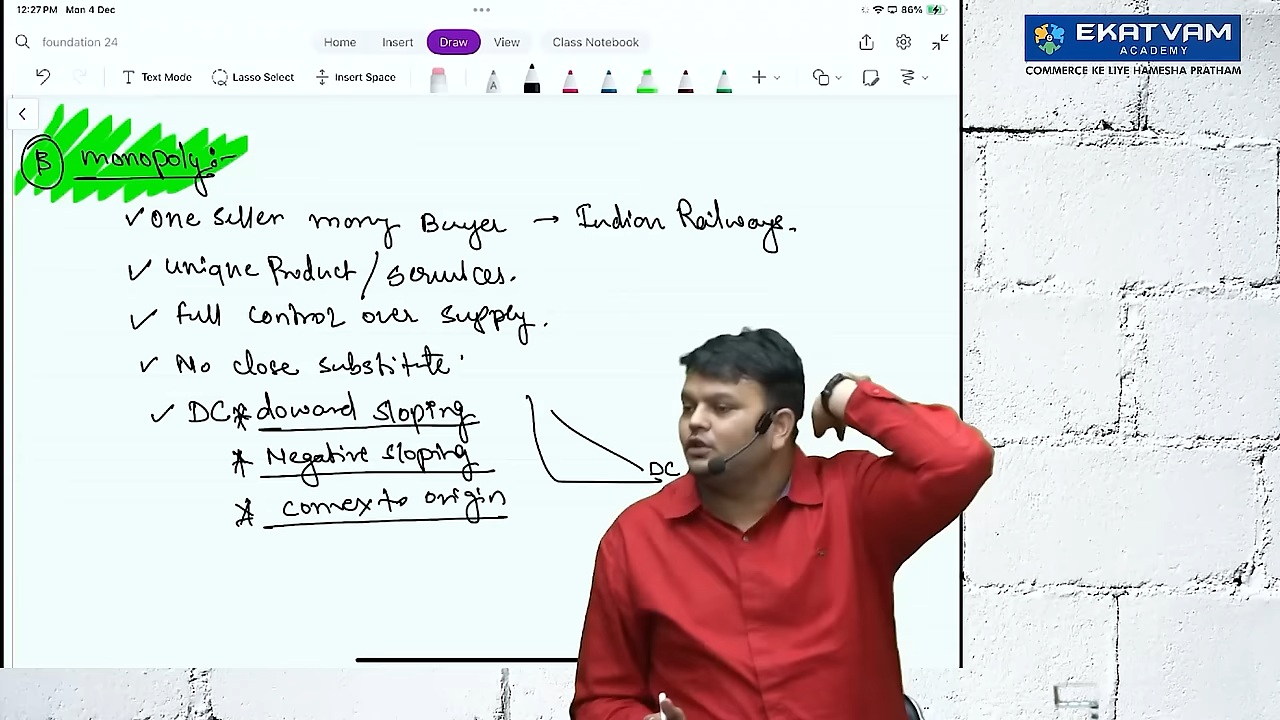 12:27 PM Mon 4 Dec
86%
foundation 24
Home Insert Draw View Class Notebook
Text Mode Lasso Select Insert Space
EKATVAM
ACADEMY
COMMERCE KE LIYE HAMESHA PRATHAM
B monopoly :-
✓ one seller many Buyer → Indian Railways.
✓ unique Product / services.
✓ full control over supply.
✓ No close substitute.
✓ DC * doward sloping
* Negative sloping
* convex to origin
DC